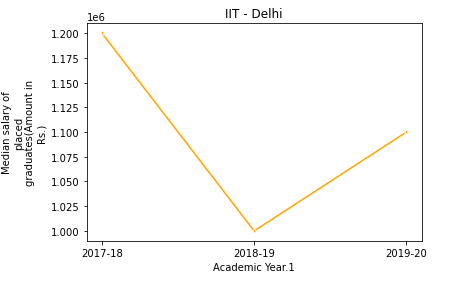 IIT - Delhi
1e6
1.200
1.175
1.150
1.125
1.100
1.075
1.050
1.025
1.000
Median salary of
placed
graduates(Amount in
Rs.)
2017-18 2018-19 2019-20
Academic Year.1